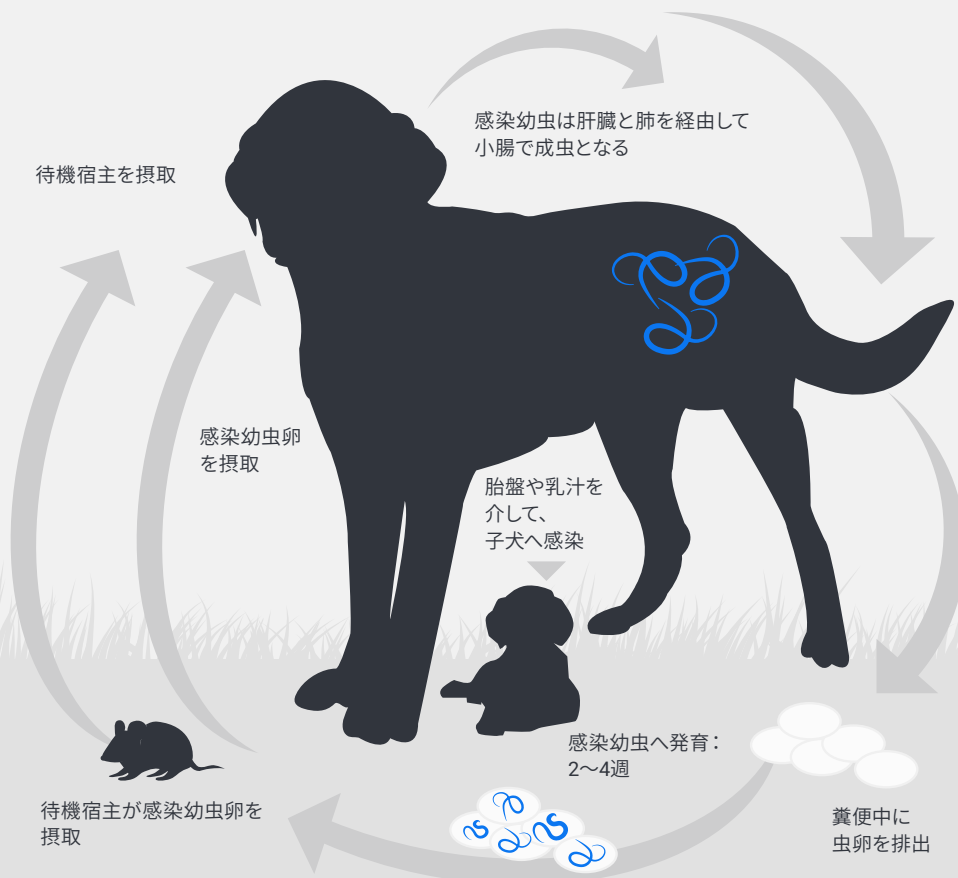 感染幼虫は肝臓と肺を経由して
小腸で成虫となる
待機宿主を摂取
感染幼虫卵
を摂取
胎盤や乳汁を
介して、
子犬へ感染
感染幼虫へ発育：
2〜4週
待機宿主が感染幼虫卵を
摂取
糞便中に
虫卵を排出